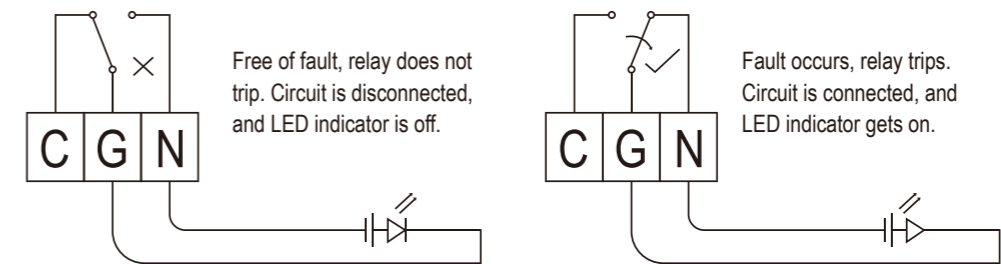 Free of fault, relay does not
trip. Circuit is disconnected,
and LED indicator is off.
C G N
Fault occurs, relay trips.
Circuit is connected, and
LED indicator gets on.
C G N